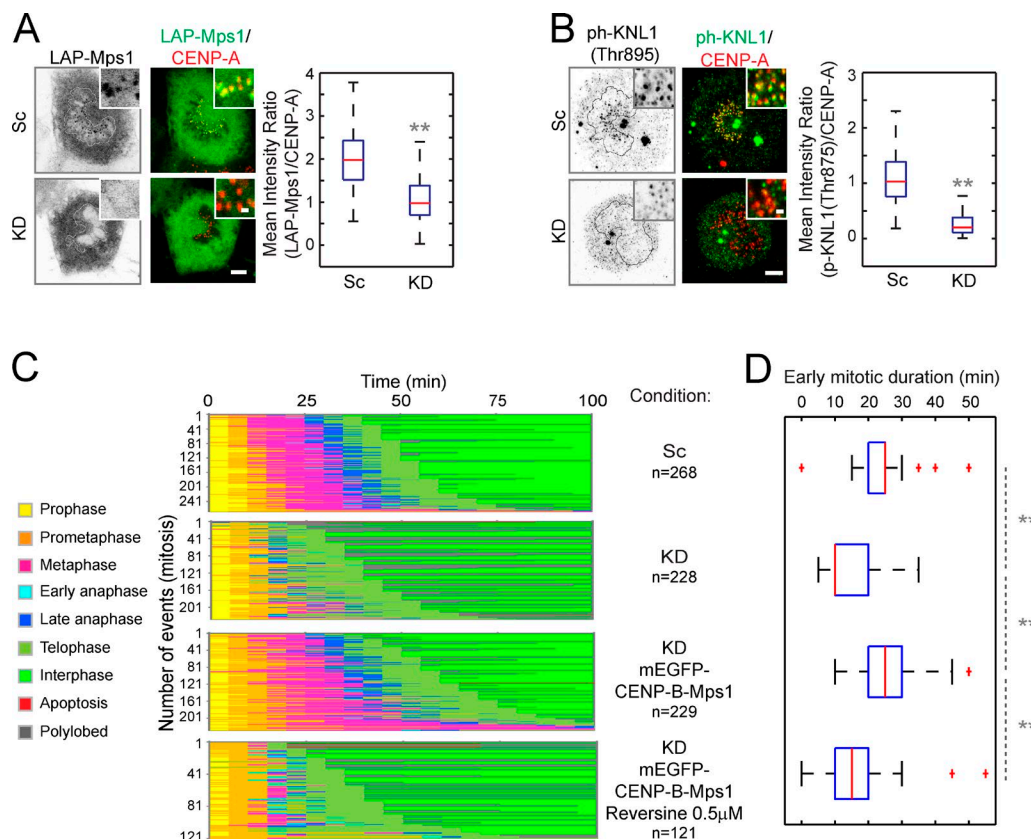 A
LAP-Mps1
LAP-Mps1/
CENP-A
Sc
KD
Mean Intensity Ratio
(LAP-Mps1/CENP-A)
4
3
2
1
0
**
Sc
KD
B
ph-KNL1
(Thr895)
ph-KNL1/
CENP-A
Sc
KD
Mean Intensity Ratio
(p-KNL1(Thr875)/CENP-A)
3
2
1
0
**
Sc
KD
C
Time (min)
0 25 50 75 100
Condition:
Number of events (mitosis)
1
41
81
121
161
201
241
Sc
n=268
1
41
81
121
161
201
KD
n=228
1
41
81
121
161
201
KD
mEGFP-
CENP-B-Mps1
n=229
1
41
81
121
KD
mEGFP-
CENP-B-Mps1
Reversine 0.5µM
n=121
Prophase
Prometaphase
Metaphase
Early anaphase
Late anaphase
Telophase
Interphase
Apoptosis
Polylobed
D
Early mitotic duration (min)
0 10 20 30 40 50
**
**
**